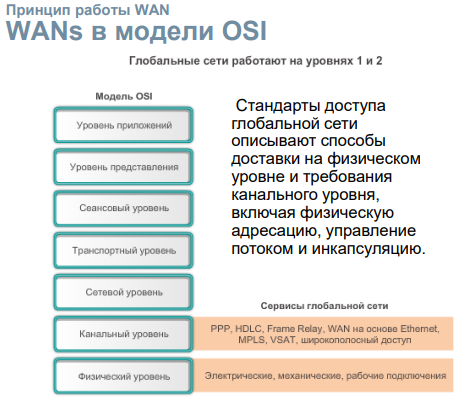 Принцип работы WAN
WANs в модели OSI
Глобальные сети работают на уровнях 1 и 2
Модель OSI
Уровень приложений
Уровень представления
Сеансовый уровень
Транспортный уровень
Сетевой уровень
Канальный уровень
Физический уровень
Стандарты доступа
глобальной сети
описывают способы
доставки на физическом
уровне и требования
канального уровня,
включая физическую
адресацию, управление
потоком и инкапсуляцию.
Сервисы глобальной сети
PPP, HDLC, Frame Relay, WAN на основе Ethernet,
MPLS, VSAT, широкополосный доступ
Электрические, механические, рабочие подключения